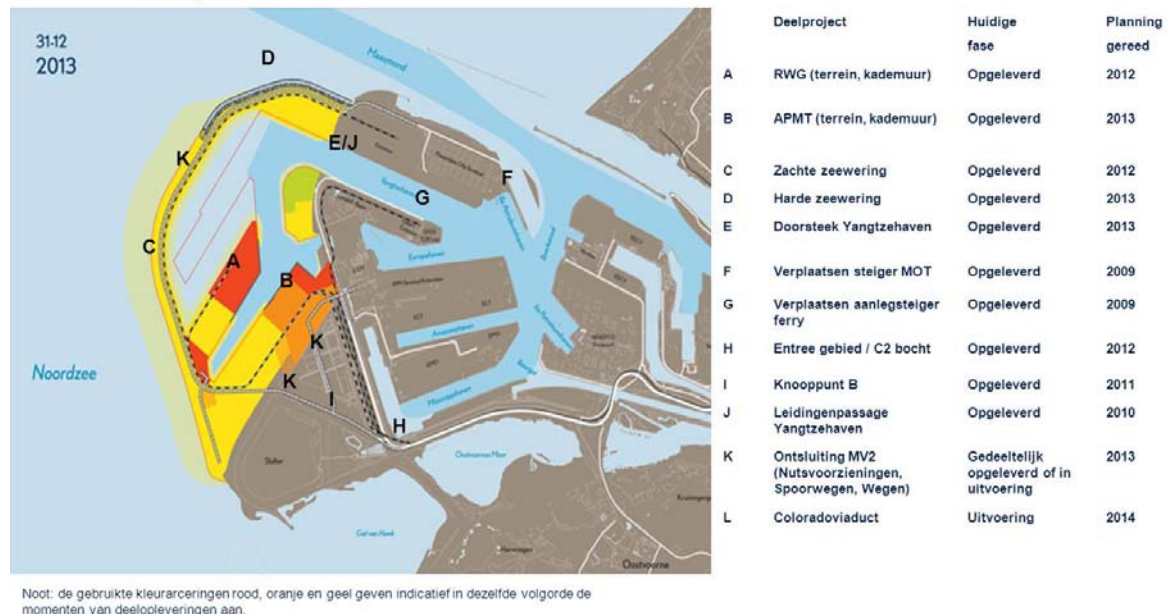 31-12
2013
D
Maasmond
K
E/J
F
G
Yangtzehaven
Europahaven
C
A
B
Amazonehaven
K
K
Noordzee
I
H
Slufter
Oostvoornse Meer
Oostvoorne
Deelproject Huidige fase Planning gereed
A RWG (terrein, kademuur) Opgeleverd 2012
B APMT (terrein, kademuur) Opgeleverd 2013
C Zachte zeewering Opgeleverd 2012
D Harde zeewering Opgeleverd 2013
E Doorsteek Yangtzehaven Opgeleverd 2013
F Verplaatsen steiger MOT Opgeleverd 2009
G Verplaatsen aanlegsteiger ferry Opgeleverd 2009
H Entree gebied / C2 bocht Opgeleverd 2012
I Knooppunt B Opgeleverd 2011
J Leidingenpassage Yangtzehaven Opgeleverd 2010
K Ontsluiting MV2 (Nutsvoorzieningen, Spoorwegen, Wegen) Gedeeltelijk opgeleverd of in uitvoering 2013
L Coloradoviaduct Uitvoering 2014
Noot: de gebruikte kleurarceringen rood, oranje en geel geven indicatief in dezelfde volgorde de
momenten van deelopleveringen aan.